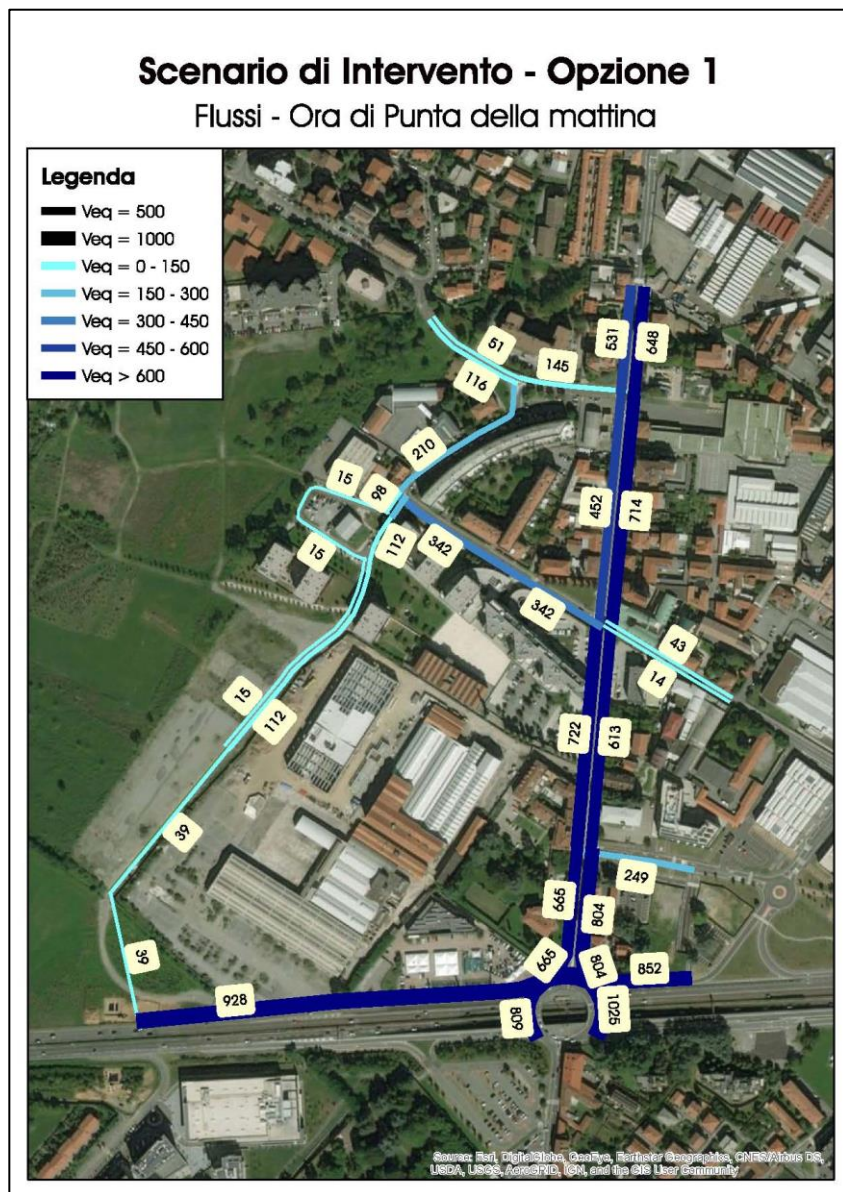 Scenario di Intervento - Opzione 1
Flussi - Ora di Punta della mattina
Legenda
Veq = 500
Veq = 1000
Veq = 0 - 150
Veq = 150 - 300
Veq = 300 - 450
Veq = 450 - 600
Veq > 600
531
648
51
145
116
210
15
98
452
714
112
342
15
342
43
14
15
112
722
613
39
249
665
804
39
665
804
852
928
809
1025
Source: Esri, DigitalGlobe, GeoEye, Earthstar Geographics, CNES/Airbus DS,
USDA, USGS, AeroGRID, IGN, and the GIS User Community